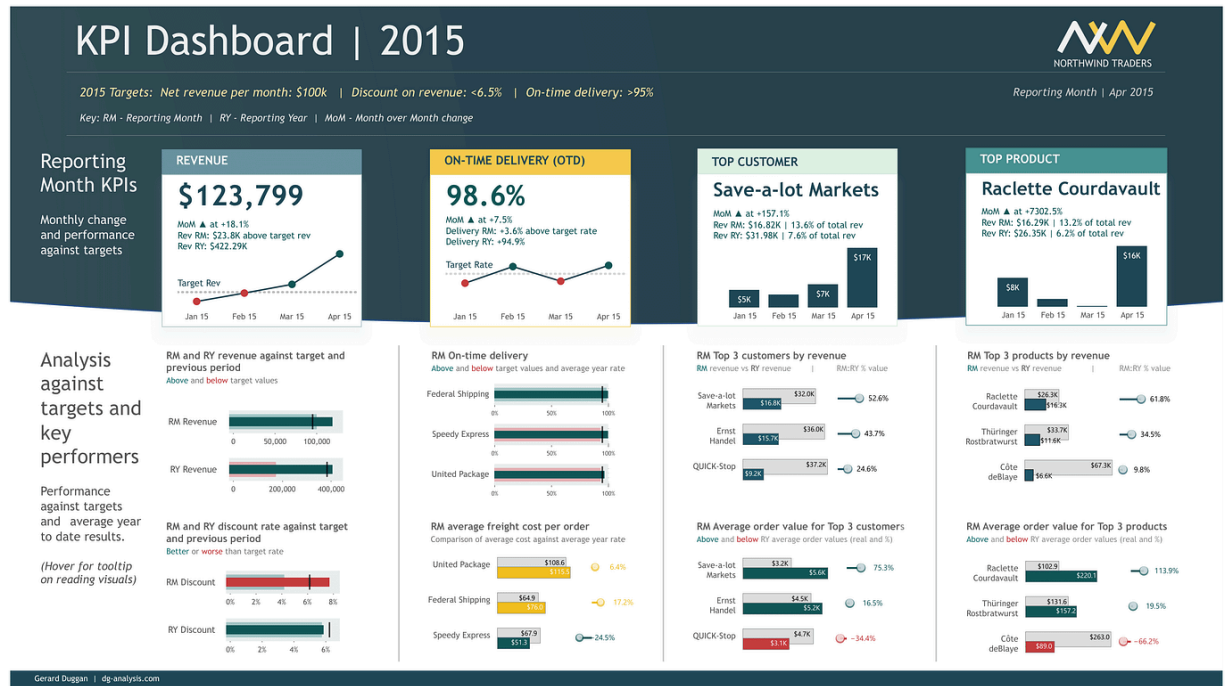 KPI Dashboard | 2015
NORTHWIND TRADERS
2015 Targets: Net revenue per month: $100k | Discount on revenue: <6.5% | On-time delivery: >95%
Reporting Month | Apr 2015
Key: RM - Reporting Month | RY - Reporting Year | MoM - Month over Month change
Reporting
Month KPIs
Monthly change
and performance
against targets
REVENUE
$123,799
MoM ▲ at +18.1%
Rev RM: $23.8K above target rev
Rev RY: $422.29K
Target Rev
Jan 15 Feb 15 Mar 15 Apr 15
ON-TIME DELIVERY (OTD)
98.6%
MoM ▲ at +7.5%
Delivery RM: +3.6% above target rate
Delivery RY: +94.9%
Target Rate
Jan 15 Feb 15 Mar 15 Apr 15
TOP CUSTOMER
Save-a-lot Markets
MoM ▲ at +157.1%
Rev RM: $16.82K | 13.6% of total rev
Rev RY: $31.98K | 7.6% of total rev
$17K
$5K
$7K
Jan 15 Feb 15 Mar 15 Apr 15
TOP PRODUCT
Raclette Courdavault
MoM ▲ at +7302.5%
Rev RM: $16.29K | 13.2% of total rev
Rev RY: $26.35K | 6.2% of total rev
$16K
$8K
Jan 15 Feb 15 Mar 15 Apr 15
Analysis
against
targets and
key
performers
Performance
against targets
and average year
to date results.
(Hover for tooltip
on reading visuals)
RM and RY revenue against target and
previous period
Above and below target values
RM Revenue
0 50,000 100,000
RY Revenue
0 200,000 400,000
RM and RY discount rate against target
and previous period
Better or worse than target rate
RM Discount
0% 2% 4% 6% 8%
RY Discount
0% 2% 4% 6%
RM On-time delivery
Above and below target values and average year rate
Federal Shipping
0% 50% 100%
Speedy Express
0% 50% 100%
United Package
0% 50% 100%
RM average freight cost per order
Comparison of average cost against average year rate
United Package
$108.6
$115.5
6.4%
Federal Shipping
$64.9
$76.0
17.2%
Speedy Express
$67.9
$51.3
-24.5%
RM Top 3 customers by revenue
RM revenue vs RY revenue | RM:RY % value
Save-a-lot
Markets
$32.0K
$16.8K
52.6%
Ernst
Handel
$36.0K
$15.7K
43.7%
QUICK-Stop
$37.2K
$9.2K
24.6%
RM Average order value for Top 3 customers
Above and below RY average order values (real and %)
Save-a-lot
Markets
$3.2K
$5.6K
75.3%
Ernst
Handel
$4.5K
$5.2K
16.5%
QUICK-Stop
$4.7K
$3.1K
-34.4%
RM Top 3 products by revenue
RM revenue vs RY revenue | RM:RY % value
Raclette
Courdavault
$26.3K
$16.3K
61.8%
Thüringer
Rostbratwurst
$33.7K
$11.6K
34.5%
Côte
deBlaye
$67.3K
$6.6K
9.8%
RM Average order value for Top 3 products
Above and below RY average order values (real and %)
Raclette
Courdavault
$102.9
$220.1
113.9%
Thüringer
Rostbratwurst
$131.6
$157.2
19.5%
Côte
deBlaye
$263.0
$89.0
-66.2%
Gerard Duggan | dg-analysis.com